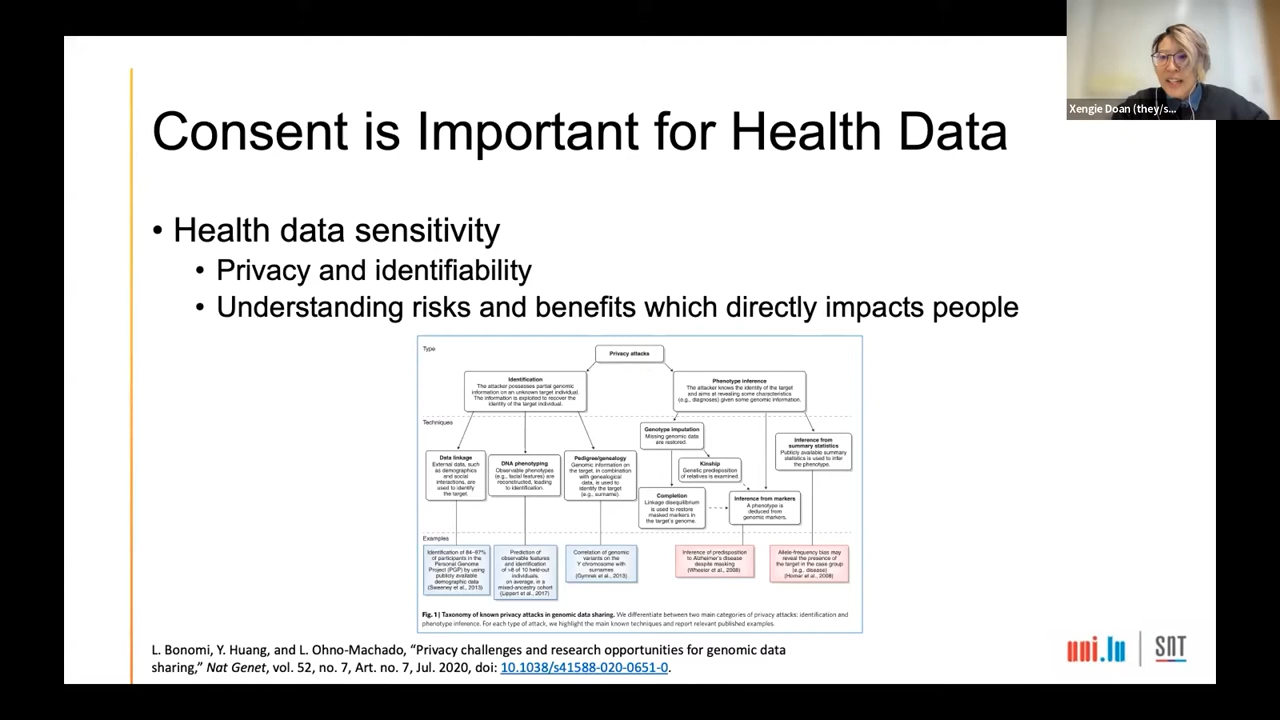 Xengie Doan (they/s...
Consent is Important for Health Data
• Health data sensitivity
• Privacy and identifiability
• Understanding risks and benefits which directly impacts people
Type
Privacy attacks
Identification
The attacker possesses partial genomic
information on an unknown target individual.
The information is exploited to recover the
identity of the target individual.
Phenotype inference
The attacker knows the identity of the target
and aims at revealing some characteristics
(e.g., diagnoses) given some genomic information.
Techniques
Data linkage
External data, such
as demographics
and social
interactions, are
used to identify
the target.
DNA phenotyping
Observable phenotypes
(e.g., facial features) are
reconstructed, leading
to identification.
Pedigree/genealogy
Genomic information on
the target, in combination
with genealogical
data, is used to
identify the target
(e.g., surname).
Genotype imputation
Missing genomic data
are restored.
Kinship
Genetic predisposition
of relatives is examined.
Completion
Linkage disequilibrium
is used to restore
masked markers in
the target's genome.
Inference from markers
A phenotype is
deduced from
genomic markers.
Inference from
summary statistics
Publicly available summary
statistics is used to infer
the phenotype.
Examples
Identification of 84–97%
of participants in the
Personal Genome
Project (PGP) by using
publicly available
demographic data
(Sweeney et al., 2013)
Prediction of
observable features
and identification
of >8 of 10 held-out
individuals,
on average, in a
mixed-ancestry cohort
(Lippert et al., 2017)
Correlation of genomic
variants on the
Y chromosome with
surnames
(Gymrek et al., 2013)
Inference of predisposition
to Alzheimer's disease
despite masking
(Wheeler et al., 2008)
Allele-frequency bias may
reveal the presence of
the target in the case group
(e.g. disease)
(Homer et al., 2008)
Fig. 1 | Taxonomy of known privacy attacks in genomic data sharing. We differentiate between two main categories of privacy attacks: identification and
phenotype inference. For each type of attack, we highlight the main known techniques and report relevant published examples.
L. Bonomi, Y. Huang, and L. Ohno-Machado, “Privacy challenges and research opportunities for genomic data
sharing,” Nat Genet, vol. 52, no. 7, Art. no. 7, Jul. 2020, doi: 10.1038/s41588-020-0651-0.
uni.lu
SNT